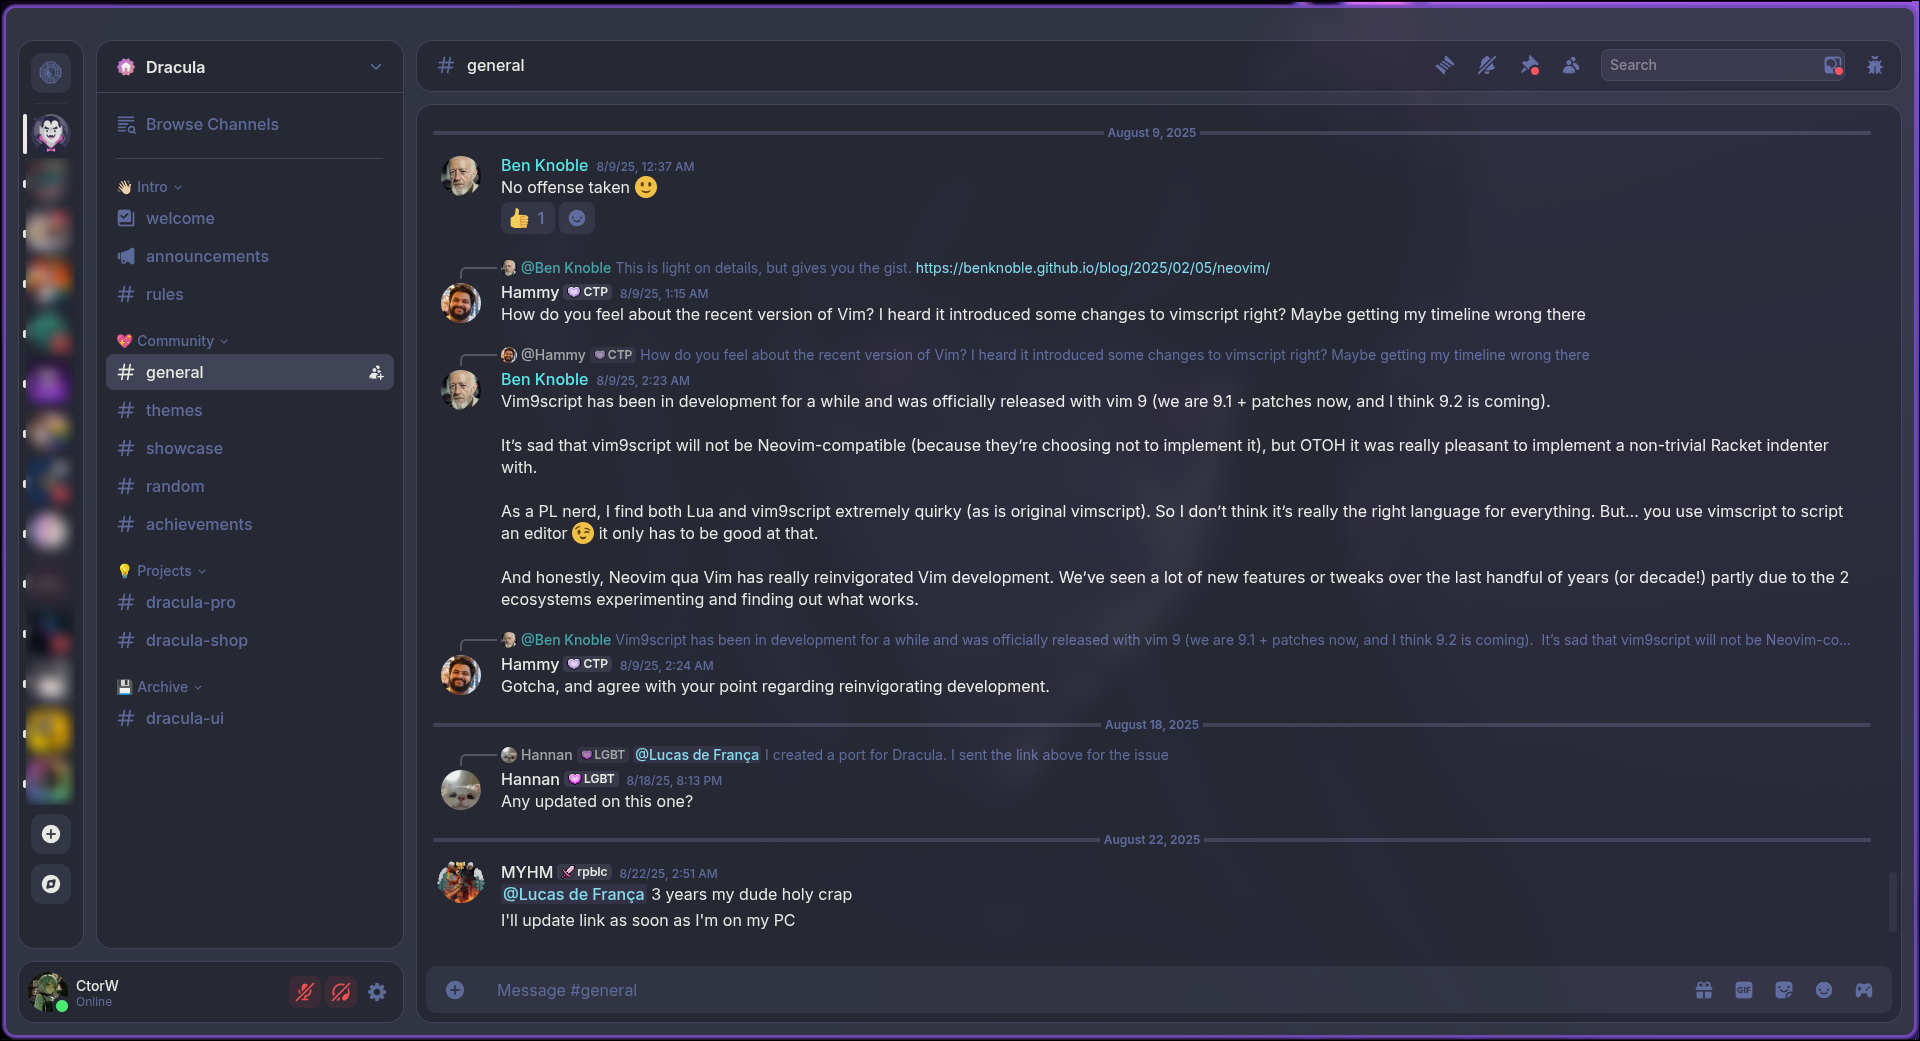 Dracula
Browse Channels
👋🏻 Intro
welcome
announcements
rules
💖 Community
general
themes
showcase
random
achievements
💡 Projects
dracula-pro
dracula-shop
💾 Archive
dracula-ui
CtorW
Online
general
Search
August 9, 2025
Ben Knoble 8/9/25, 12:37 AM
No offense taken 🙂
👍 1
@Ben Knoble This is light on details, but gives you the gist. https://benknoble.github.io/blog/2025/02/05/neovim/
Hammy CTP 8/9/25, 1:15 AM
How do you feel about the recent version of Vim? I heard it introduced some changes to vimscript right? Maybe getting my timeline wrong there
@Hammy CTP How do you feel about the recent version of Vim? I heard it introduced some changes to vimscript right? Maybe getting my timeline wrong there
Ben Knoble 8/9/25, 2:23 AM
Vim9script has been in development for a while and was officially released with vim 9 (we are 9.1 + patches now, and I think 9.2 is coming).
It’s sad that vim9script will not be Neovim-compatible (because they’re choosing not to implement it), but OTOH it was really pleasant to implement a non-trivial Racket indenter
with.
As a PL nerd, I find both Lua and vim9script extremely quirky (as is original vimscript). So I don’t think it’s really the right language for everything. But… you use vimscript to script
an editor 😉 it only has to be good at that.
And honestly, Neovim qua Vim has really reinvigorated Vim development. We’ve seen a lot of new features or tweaks over the last handful of years (or decade!) partly due to the 2
ecosystems experimenting and finding out what works.
@Ben Knoble Vim9script has been in development for a while and was officially released with vim 9 (we are 9.1 + patches now, and I think 9.2 is coming). It’s sad that vim9script will not be Neovim-co...
Hammy CTP 8/9/25, 2:24 AM
Gotcha, and agree with your point regarding reinvigorating development.
August 18, 2025
Hannan LGBT @Lucas de França I created a port for Dracula. I sent the link above for the issue
Hannan LGBT 8/18/25, 8:13 PM
Any updated on this one?
August 22, 2025
MYHM rpblc 8/22/25, 2:51 AM
@Lucas de França 3 years my dude holy crap
I'll update link as soon as I'm on my PC
Message #general
GIF